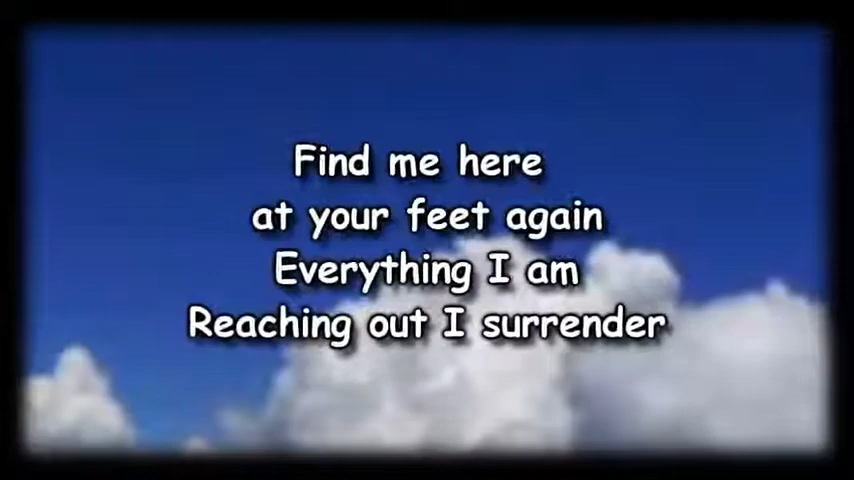 Find me here
at your feet again
Everything I am
Reaching out I surrender